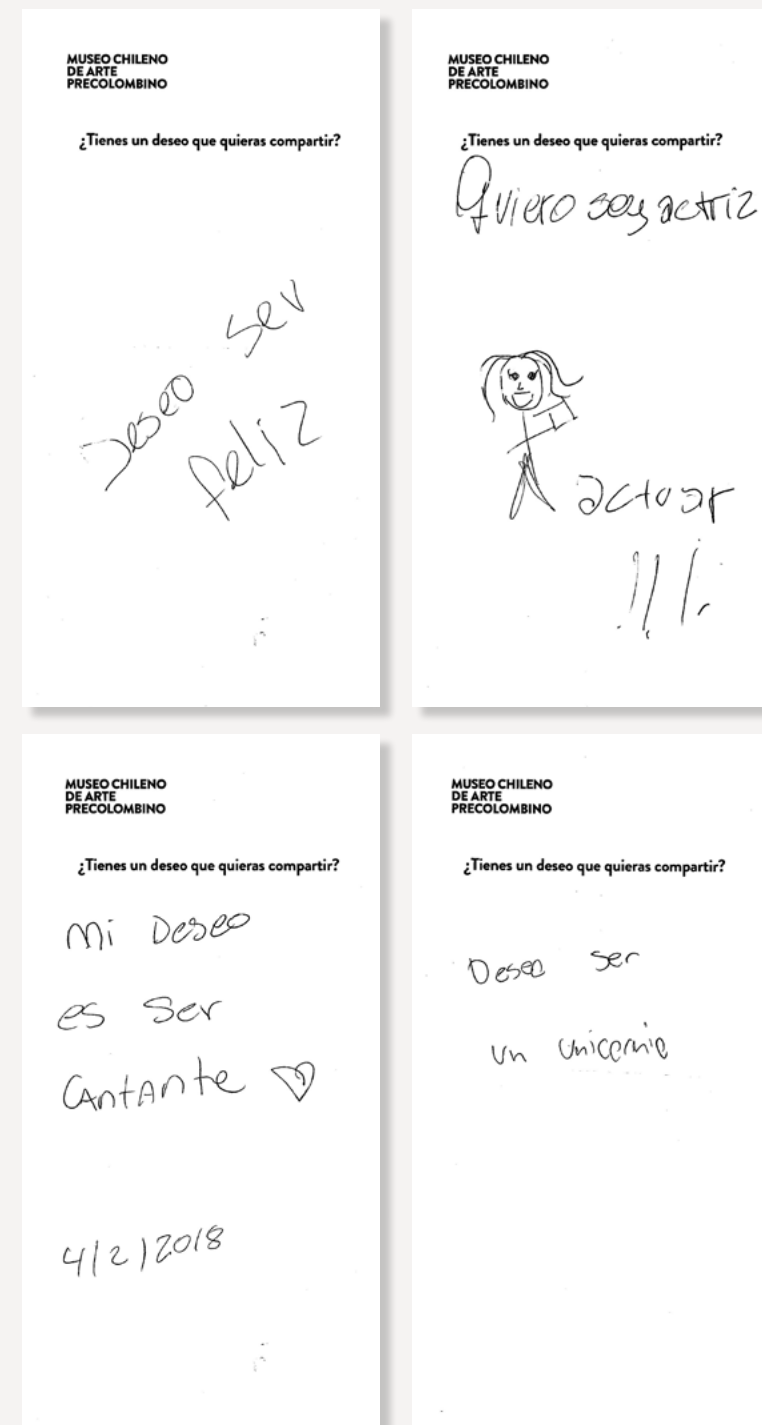 MUSEO CHILENO
DE ARTE
PRECOLOMBINO
¿Tienes un deseo que quieras compartir?
Deseo ser
feliz
MUSEO CHILENO
DE ARTE
PRECOLOMBINO
¿Tienes un deseo que quieras compartir?
Quiero ser actriz
actuar
!!!
MUSEO CHILENO
DE ARTE
PRECOLOMBINO
¿Tienes un deseo que quieras compartir?
mi Deseo
es Ser
CAntAnte
4/2/2018
MUSEO CHILENO
DE ARTE
PRECOLOMBINO
¿Tienes un deseo que quieras compartir?
Deseo ser
un unicornio